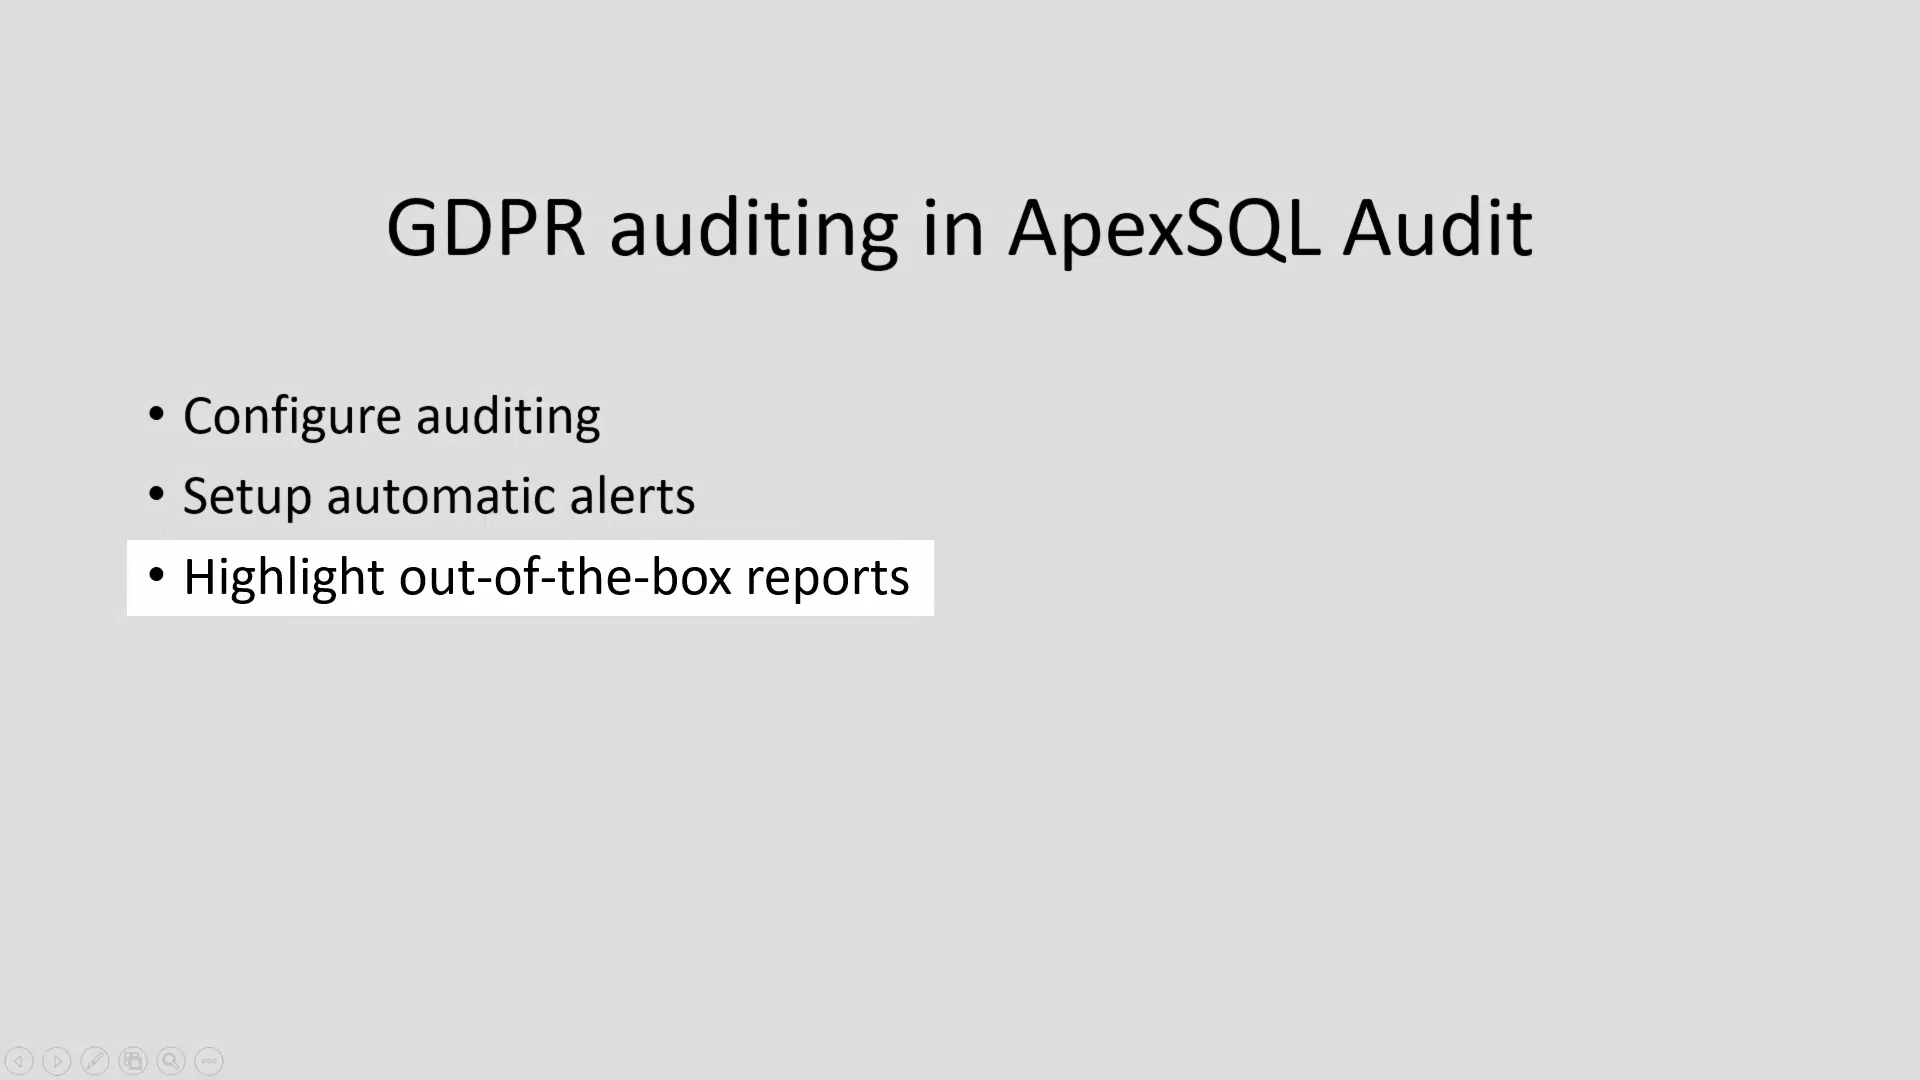 GDPR auditing in ApexSQL Audit
• Configure auditing
• Setup automatic alerts
• Highlight out-of-the-box reports